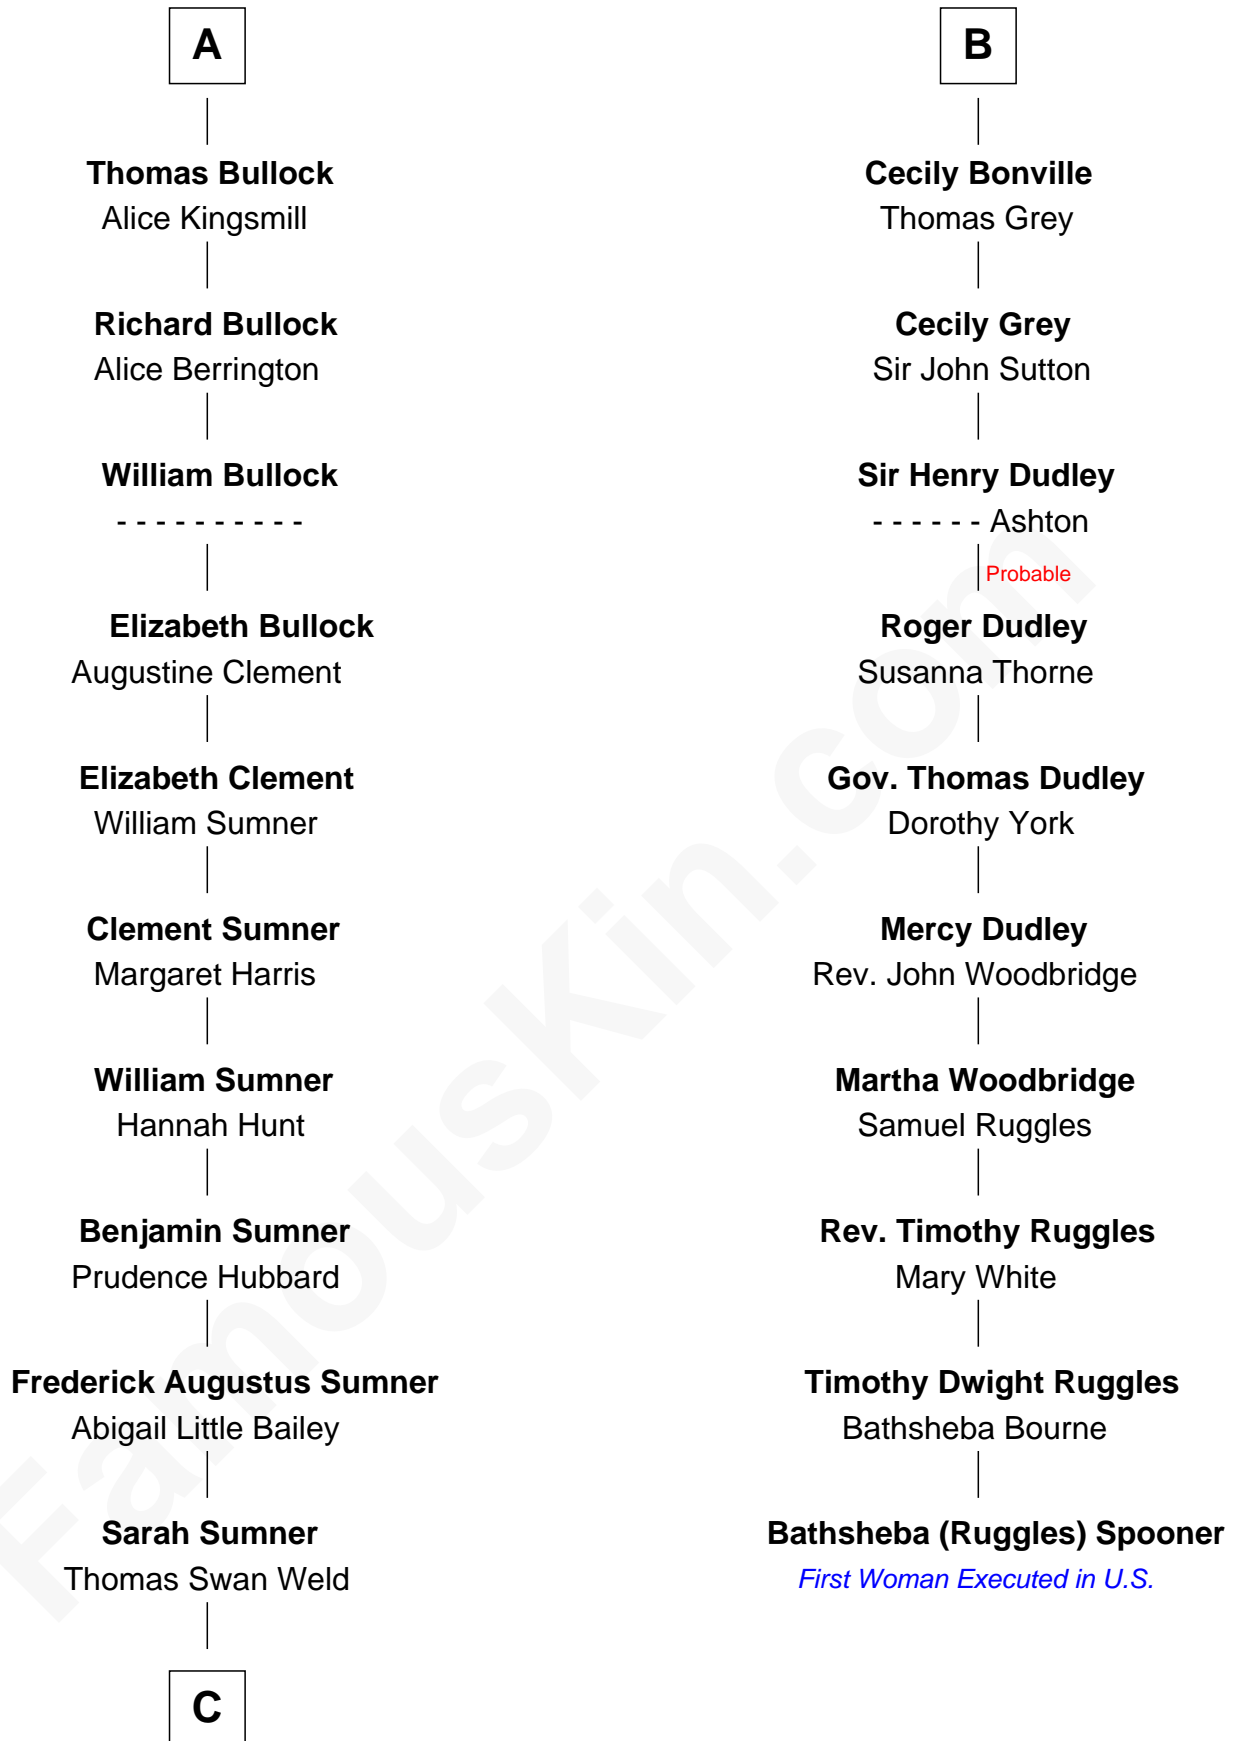 A
Thomas Bullock
Alice Kingsmill
Richard Bullock
Alice Berrington
William Bullock
- - - - - - - - - -
Elizabeth Bullock
Augustine Clement
Elizabeth Clement
William Sumner
Clement Sumner
Margaret Harris
William Sumner
Hannah Hunt
Benjamin Sumner
Prudence Hubbard
Frederick Augustus Sumner
Abigail Little Bailey
Sarah Sumner
Thomas Swan Weld
C
B
Cecily Bonville
Thomas Grey
Cecily Grey
Sir John Sutton
Sir Henry Dudley
- - - - - - Ashton
Probable
Roger Dudley
Susanna Thorne
Gov. Thomas Dudley
Dorothy York
Mercy Dudley
Rev. John Woodbridge
Martha Woodbridge
Samuel Ruggles
Rev. Timothy Ruggles
Mary White
Timothy Dwight Ruggles
Bathsheba Bourne
Bathsheba (Ruggles) Spooner
First Woman Executed in U.S.
FamousKin.com